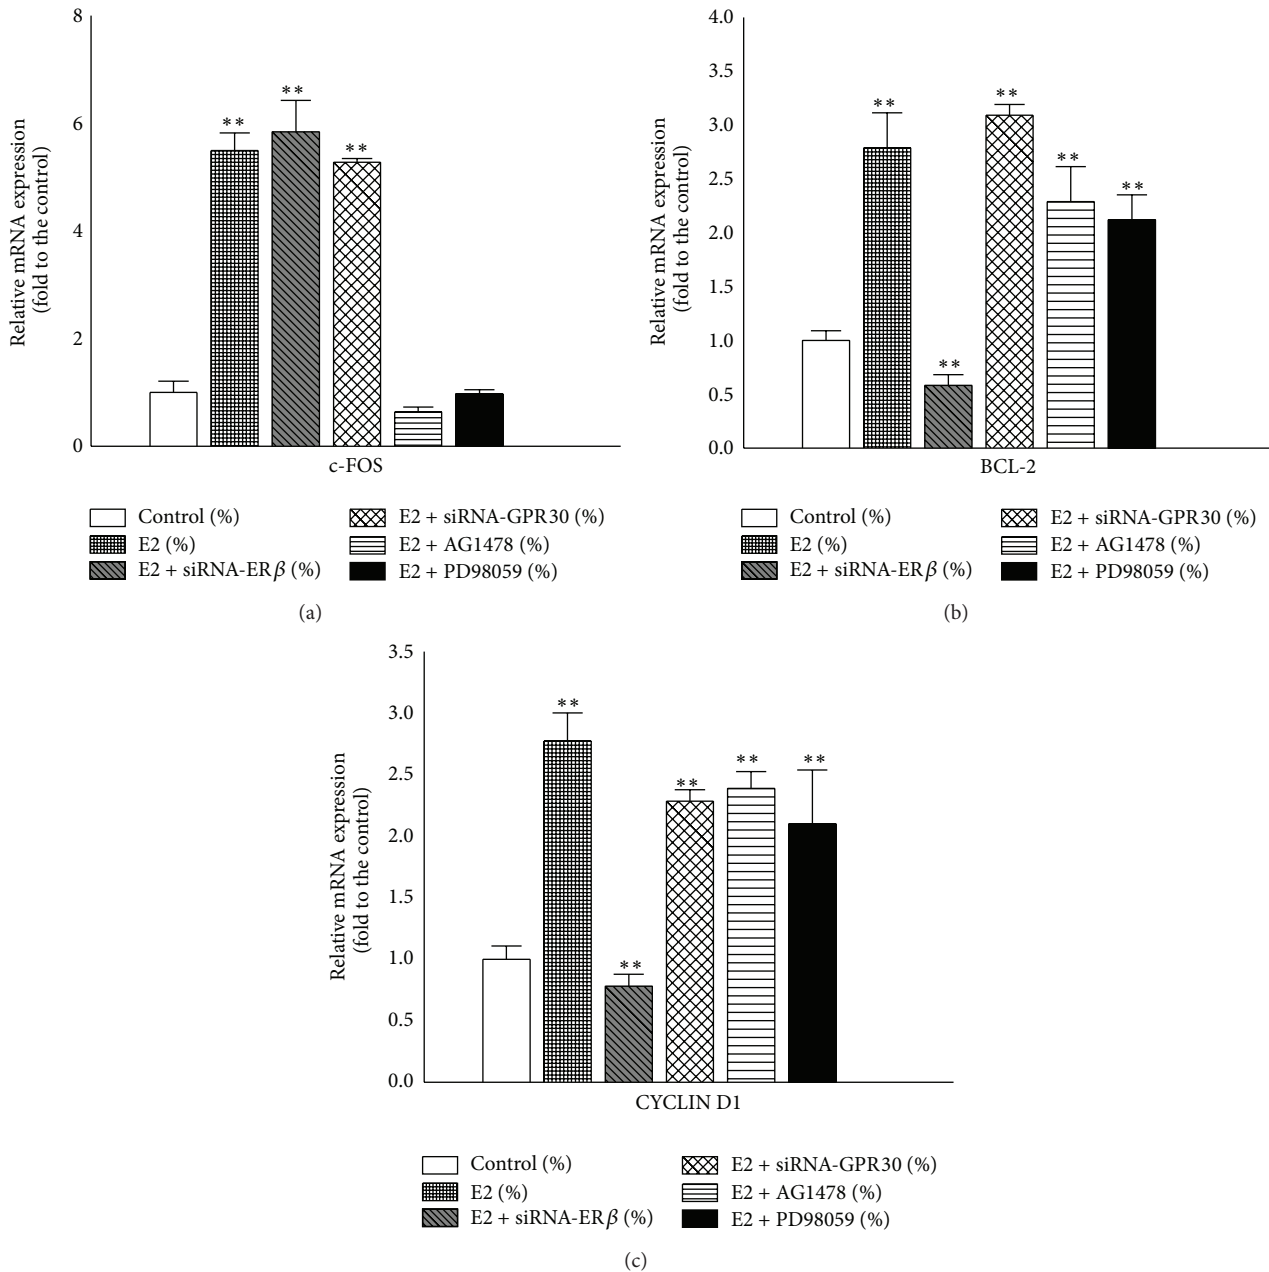 8
6
4
2
0
Relative mRNA expression
(fold to the control)
**
**
**
c-FOS
Control (%)
E2 (%)
E2 + siRNA-ERβ (%)
E2 + siRNA-GPR30 (%)
E2 + AG1478 (%)
E2 + PD98059 (%)
(a)
4.0
3.5
3.0
2.5
2.0
1.5
1.0
0.5
0.0
Relative mRNA expression
(fold to the control)
**
**
**
**
**
BCL-2
Control (%)
E2 (%)
E2 + siRNA-ERβ (%)
E2 + siRNA-GPR30 (%)
E2 + AG1478 (%)
E2 + PD98059 (%)
(b)
3.5
3.0
2.5
2.0
1.5
1.0
0.5
0.0
Relative mRNA expression
(fold to the control)
**
**
**
**
**
CYCLIN D1
Control (%)
E2 (%)
E2 + siRNA-ERβ (%)
E2 + siRNA-GPR30 (%)
E2 + AG1478 (%)
E2 + PD98059 (%)
(c)